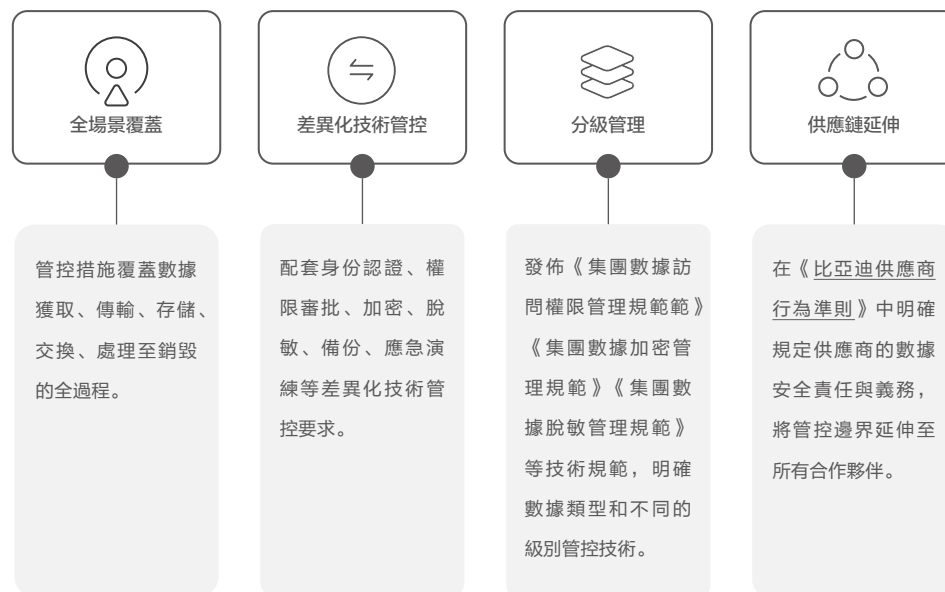 全場景覆蓋
管控措施覆蓋數據
獲取、傳輸、存儲、
交換、處理至銷毀
的全過程。
差異化技術管控
配套身份認證、權
限審批、加密、脫
敏、備份、應急演
練等差異化技術管
控要求。
分級管理
發佈《集團數據訪
問權限管理規範範》
《集團數據加密管
理規範》《集團數
據脫敏管理規範》
等技術規範，明確
數據類型和不同的
級別管控技術。
供應鏈延伸
在《比亞迪供應商
行為準則》中明確
規定供應商的數據
安全責任與義務，
將管控邊界延伸至
所有合作夥伴。